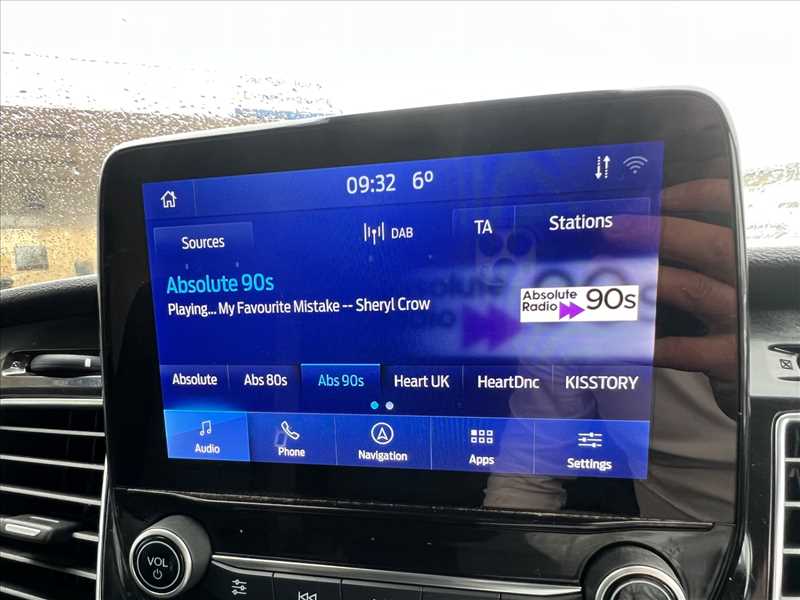 09:32 6°
Sources
DAB
TA
Stations
Absolute 90s
Playing... My Favourite Mistake -- Sheryl Crow
Absolute
Radio
90s
Absolute
Abs 80s
Abs 90s
Heart UK
HeartDnc
KISSTORY
Audio
Phone
Navigation
Apps
Settings
VOL